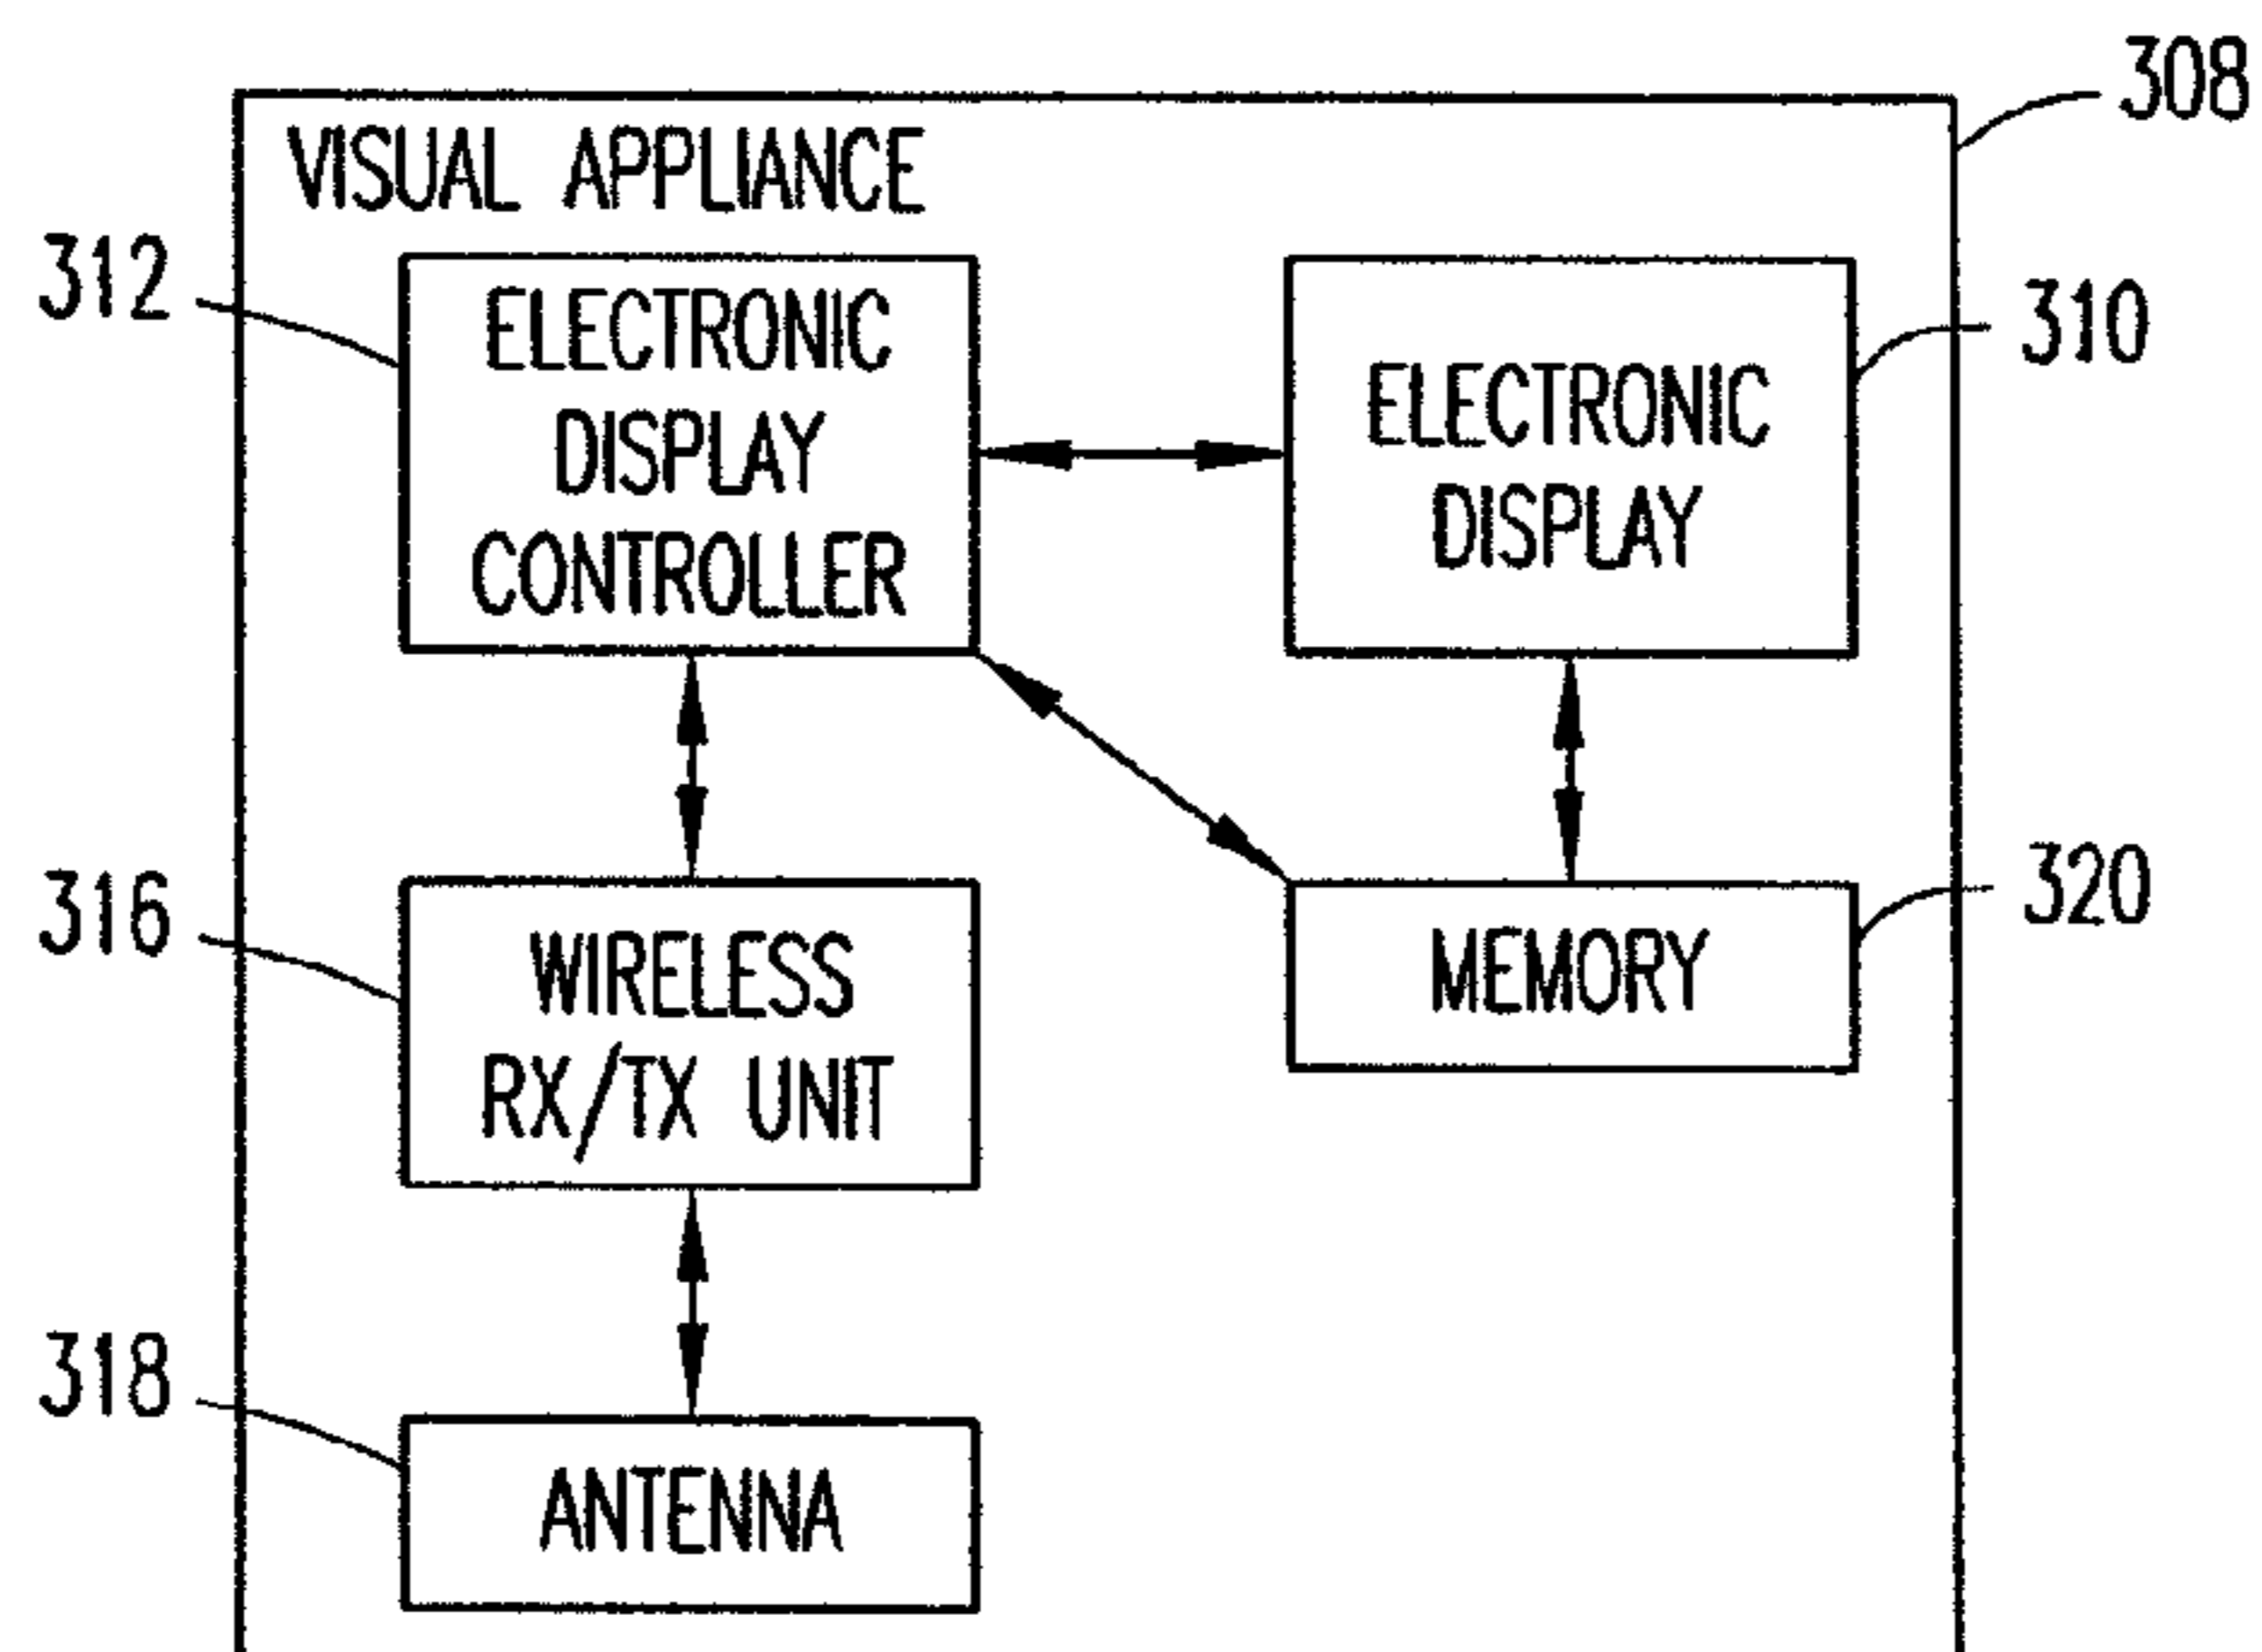 308
VISUAL APPLIANCE
312
ELECTRONIC
DISPLAY
CONTROLLER
310
ELECTRONIC
DISPLAY
316
WIRELESS
RX/TX UNIT
320
MEMORY
318
ANTENNA